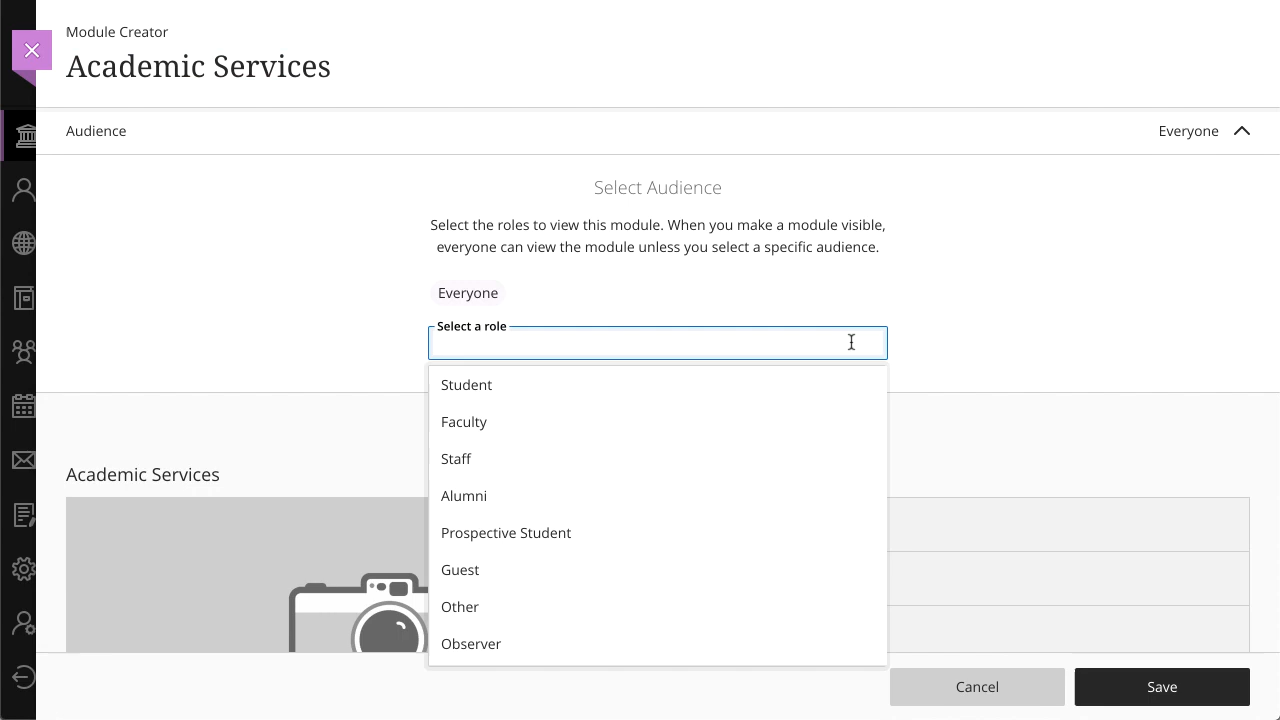 Module Creator
Academic Services
Audience
Everyone
Select Audience
Select the roles to view this module. When you make a module visible,
everyone can view the module unless you select a specific audience.
Everyone
Select a role
Student
Faculty
Staff
Alumni
Prospective Student
Guest
Other
Observer
Academic Services
Cancel
Save